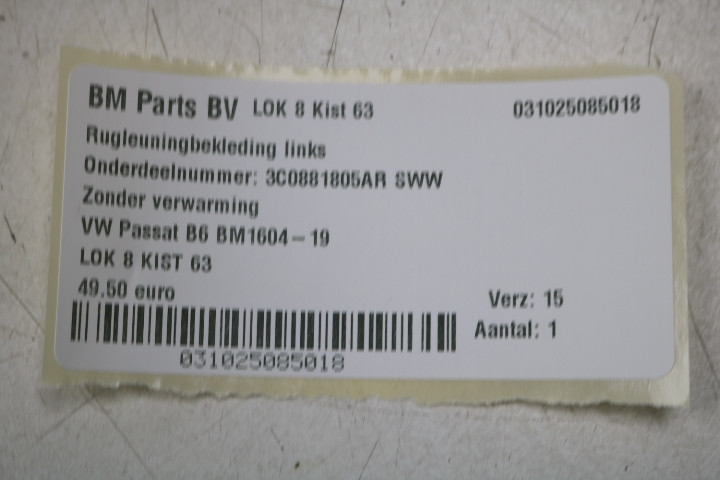 BM Parts BV LOK 8 Kist 63 031025085018
Rugleuningbekleding links
Onderdeelnummer: 3C0881805AR SWW
Zonder verwarming
VW Passat B6 BM1604-19
LOK 8 KIST 63
49.50 euro
Verz: 15
Aantal: 1
031025085018